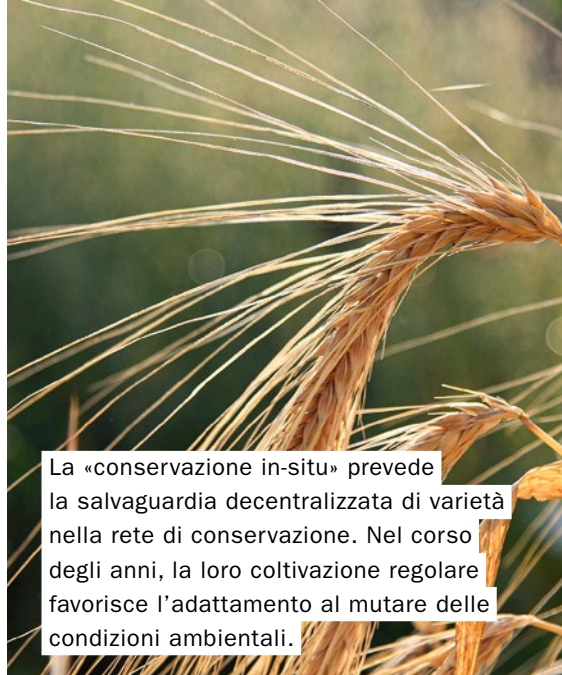 La «conservazione in-situ» prevede
la salvaguardia decentralizzata di varietà
nella rete di conservazione. Nel corso
degli anni, la loro coltivazione regolare
favorisce l’adattamento al mutare delle
condizioni ambientali.